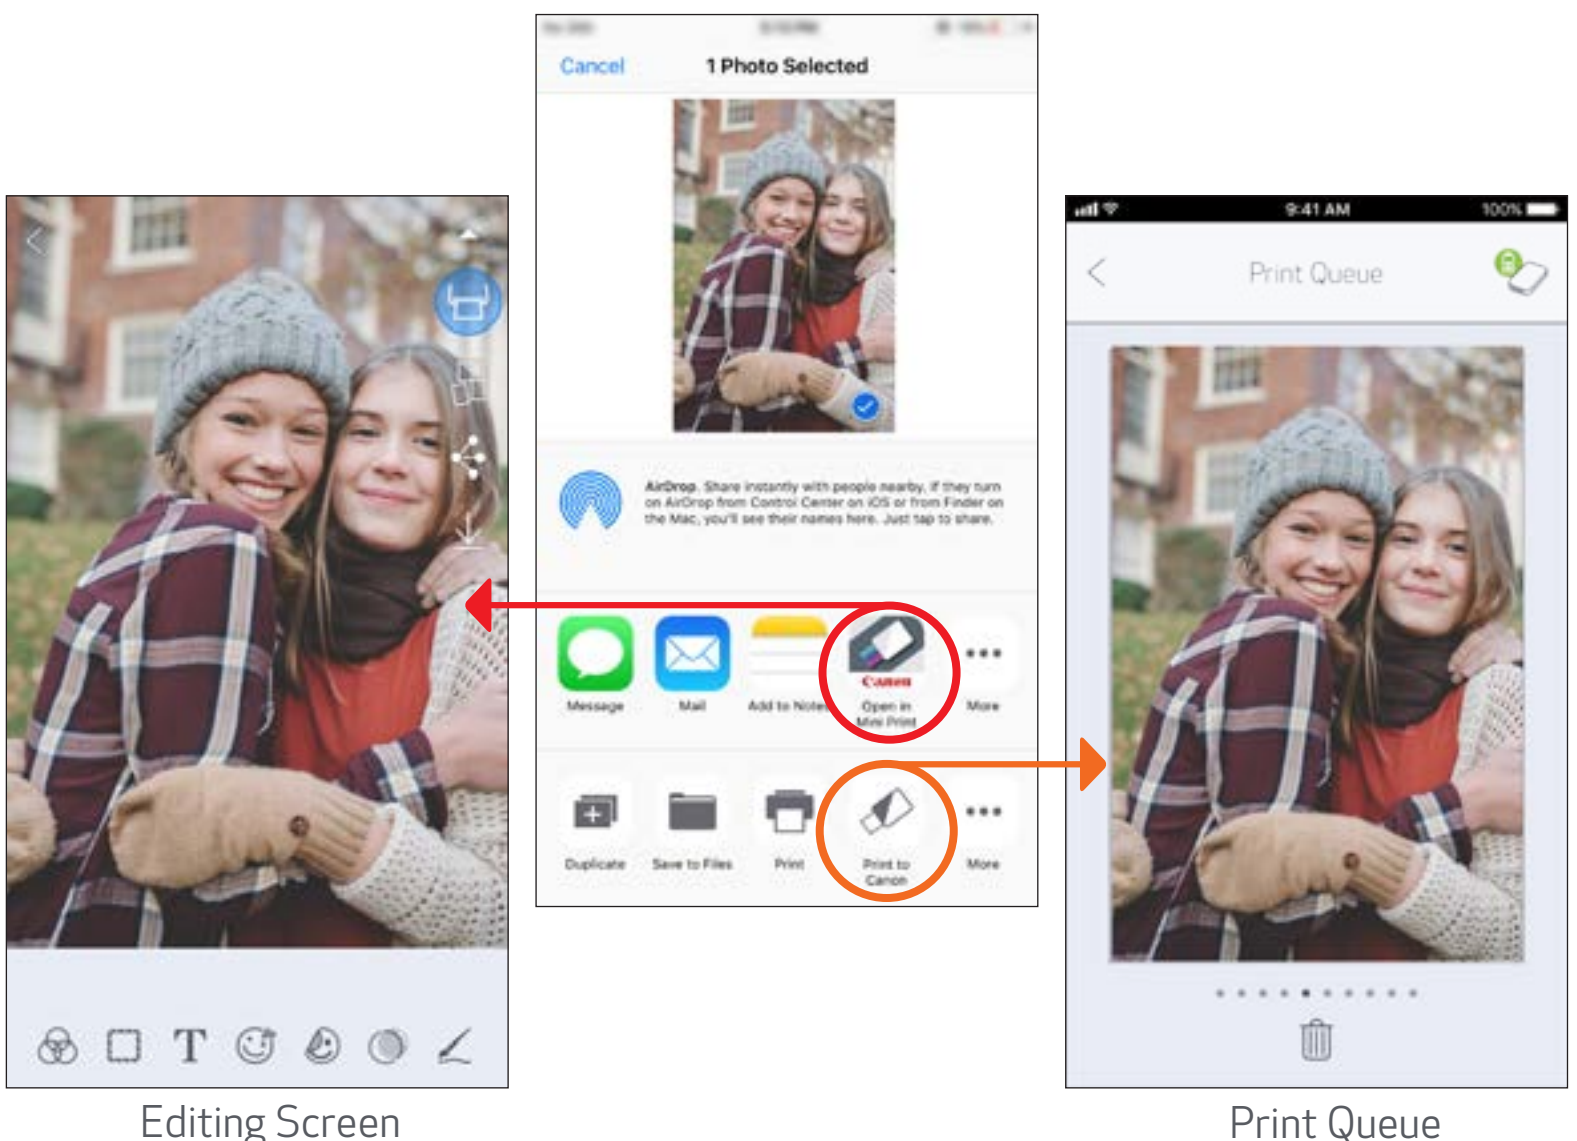 Cancel
1 Photo Selected
AirDrop. Share instantly with people nearby. If they turn
on AirDrop from Control Center on iOS or from Finder on
the Mac, you'll see their names here. Just tap to share.
Canon
Message
Mail
Add to Notes
Open in
Mini Print
More
Duplicate
Save to Files
Print
Print to
Canon
More
T
Editing Screen
9:41 AM
100%
Print Queue
Print Queue